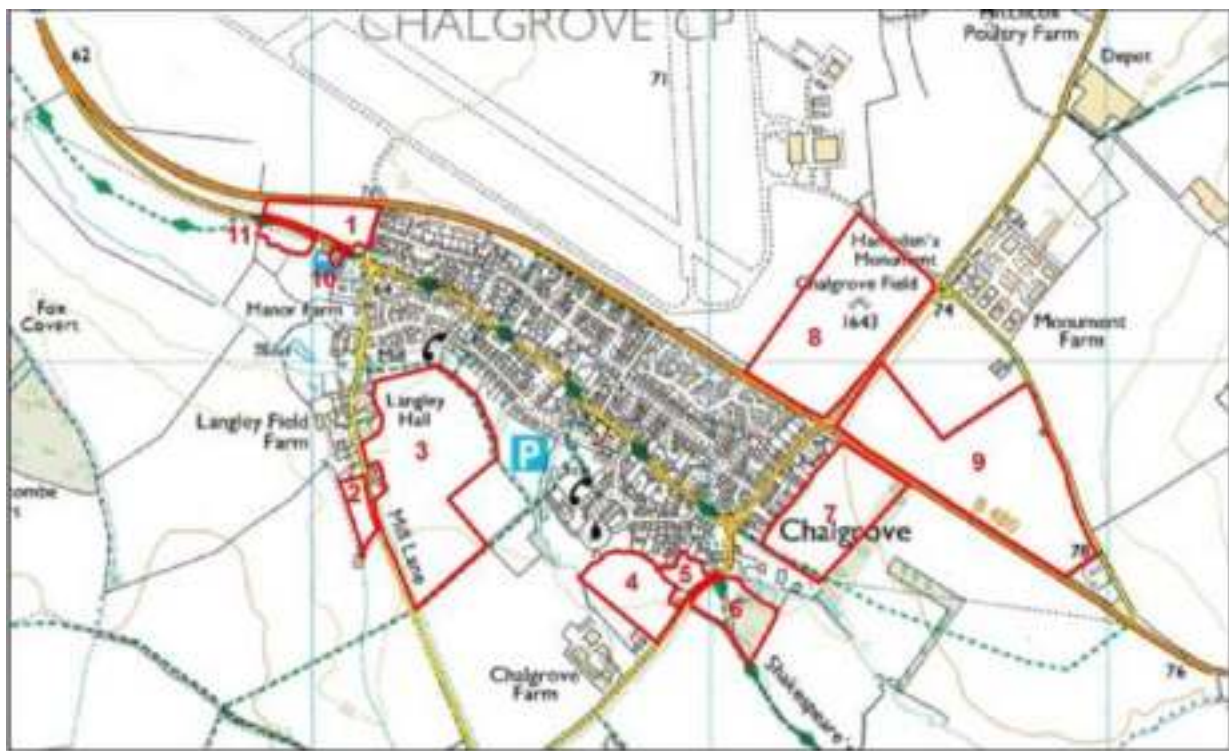 CHALGROVE CP
Poultry Farm
Depot
62
71
1
11
10
Manor Farm
Fox
Covert
Monument
Chalgrove Field
1643
8
74
Monument
Farm
Mill
Langley
Hall
Langley Field
Farm
3
P
2
Mill Lane
9
B 480
7
Chalgrove
4
5
6
Chalgrove
Farm
Shakespeare's
76